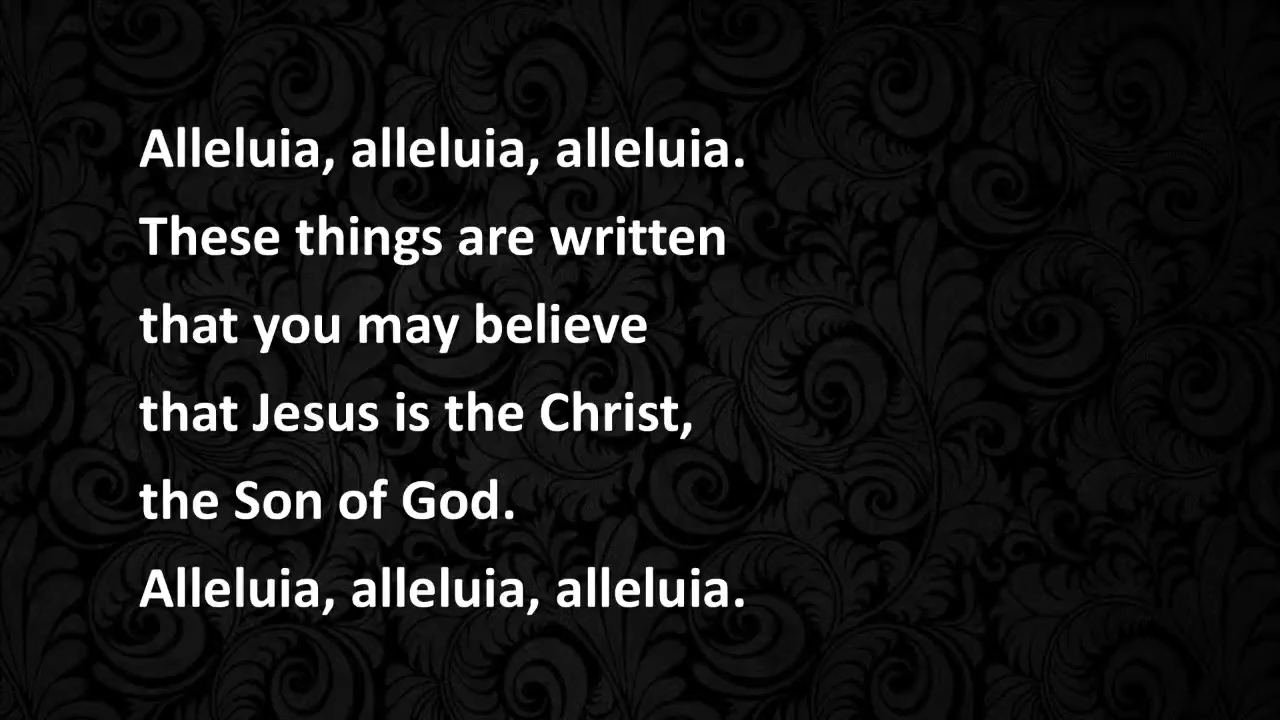 Alleluia, alleluia, alleluia.
These things are written
that you may believe
that Jesus is the Christ,
the Son of God.
Alleluia, alleluia, alleluia.